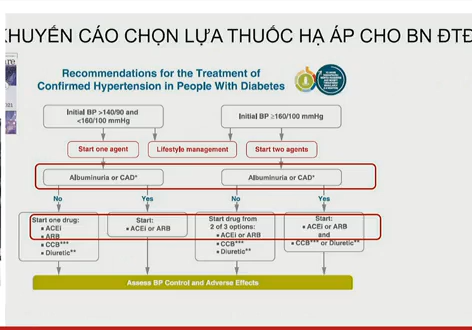 KHUYẾN CÁO CHỌN LỰA THUỐC HẠ ÁP CHO BN ĐTĐ
Recommendations for the Treatment of
Confirmed Hypertension in People With Diabetes
Initial BP >140/90 and
<160/100 mmHg
Initial BP ≥160/100 mmHg
Start one agent
Lifestyle management
Start two agents
Albuminuria or CAD*
Albuminuria or CAD*
No
Yes
No
Yes
Start one drug:
▪ ACEi
▪ ARB
▪ CCB***
▪ Diuretic**
Start:
▪ ACEi or ARB
Start drug from
2 of 3 options:
▪ ACEi or ARB
▪ CCB***
▪ Diuretic**
Start:
▪ ACEi or ARB
and
▪ CCB*** or Diuretic**
Assess BP Control and Adverse Effects